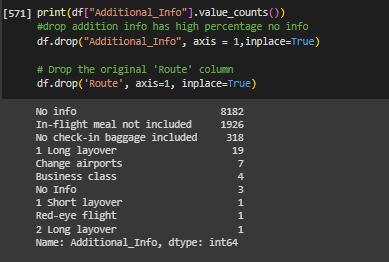 [571] print(df["Additional_Info"].value_counts())
#drop addition info has high percentage no info
df.drop("Additional_Info", axis = 1,inplace=True)
# Drop the original 'Route' column
df.drop('Route', axis=1, inplace=True)
No info 8182
In-flight meal not included 1926
No check-in baggage included 318
1 Long layover 19
Change airports 7
Business class 4
No Info 3
1 Short layover 1
Red-eye flight 1
2 Long layover 1
Name: Additional_Info, dtype: int64